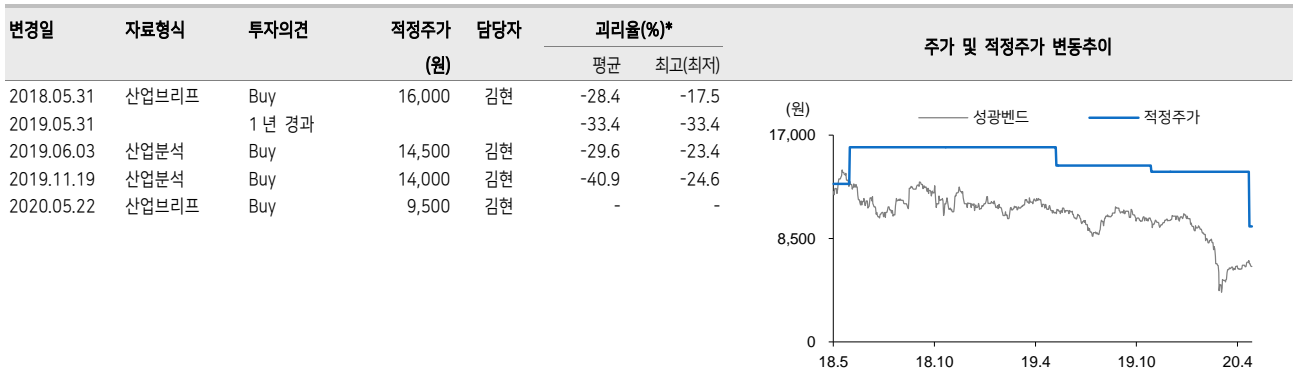 변경일 자료형식 투자의견 적정주가 담당자 괴리율(%)*
(원) 평균 최고(최저)
2018.05.31 산업브리프 Buy 16,000 김현 -28.4 -17.5
2019.05.31 1년 경과 -33.4 -33.4
2019.06.03 산업분석 Buy 14,500 김현 -29.6 -23.4
2019.11.19 산업분석 Buy 14,000 김현 -40.9 -24.6
2020.05.22 산업브리프 Buy 9,500 김현 - -
주가 및 적정주가 변동추이
(원)
성광벤드 적정주가
17,000
8,500
0
18.5 18.10 19.4 19.10 20.4